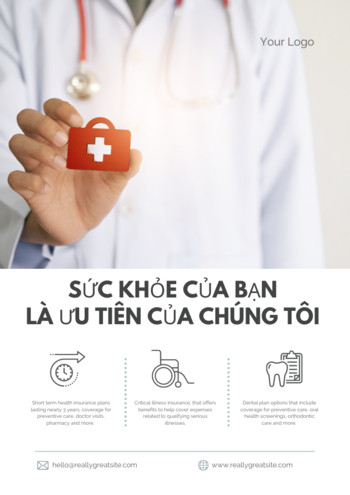 Your Logo
SỨC KHỎE CỦA BẠN
LÀ ƯU TIÊN CỦA CHÚNG TÔI
Short term health insurance plans
lasting nearly 3 years, coverage for
preventive care, doctor visits,
pharmacy and more
Critical illness insurance, that offers
benefits to help cover expenses
related to qualifying serious
illnesses.
Dental plan options that include
coverage for preventive care, oral
health screenings, orthodontic
care and more
hello@reallygreatsite.com
www.reallygreatsite.com